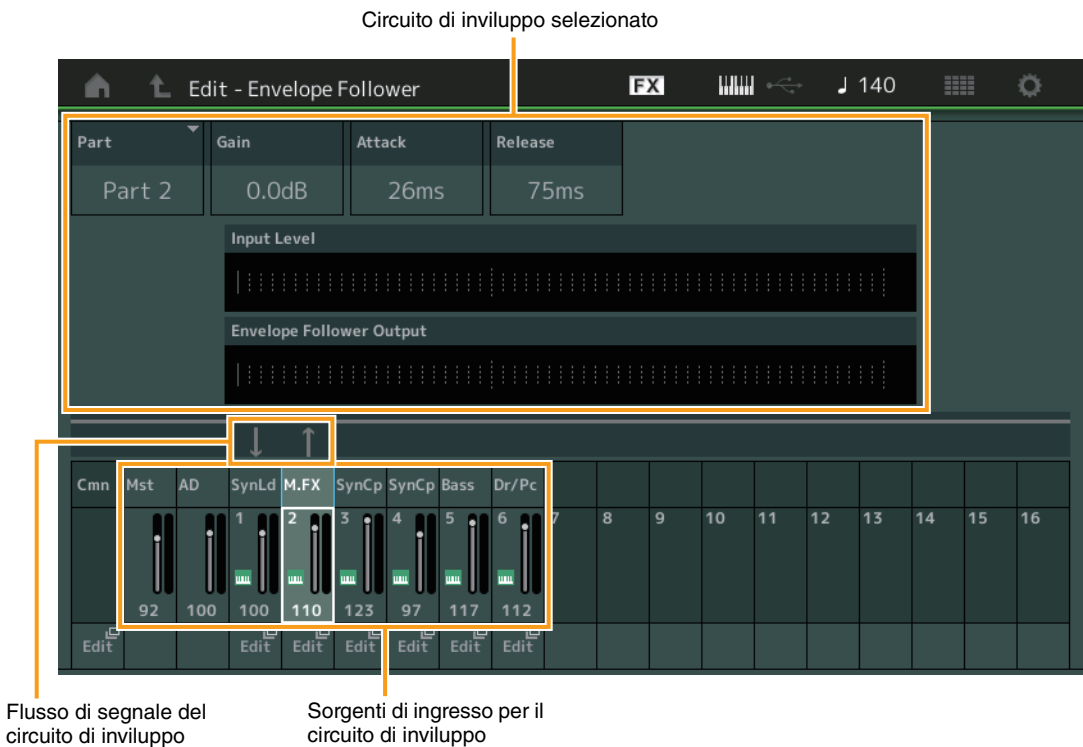 Circuito di inviluppo selezionato
Edit - Envelope Follower
FX
♩ 140
Part
Gain
Attack
Release
Part 2
0.0dB
26ms
75ms
Input Level
Envelope Follower Output
↓ ↑
Cmn Mst AD SynLd M.FX SynCp SynCp Bass Dr/Pc
1 2 3 4 5 6 7 8 9 10 11 12 13 14 15 16
92 100 100 110 123 97 117 112
Edit Edit Edit Edit Edit Edit Edit
Flusso di segnale del
circuito di inviluppo
Sorgenti di ingresso per il
circuito di inviluppo